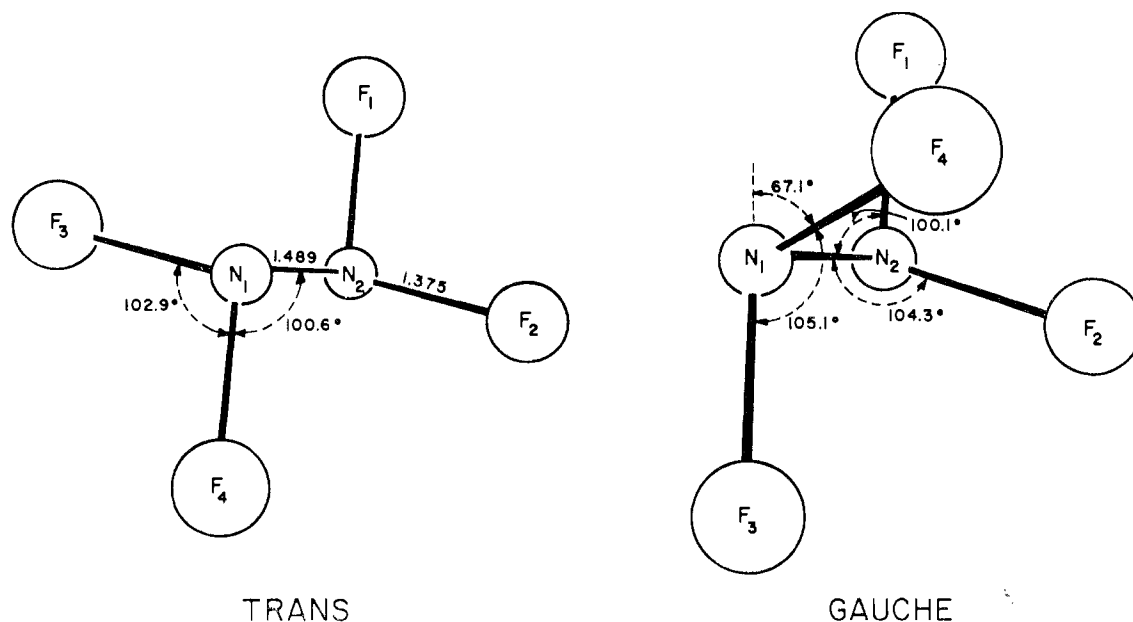 F₁
F₃
N₁
1.489
N₂
1.375
102.9°
100.6°
F₂
F₄
TRANS
F₁
F₄
67.1°
100.1°
N₁
N₂
105.1°
104.3°
F₂
F₃
GAUCHE